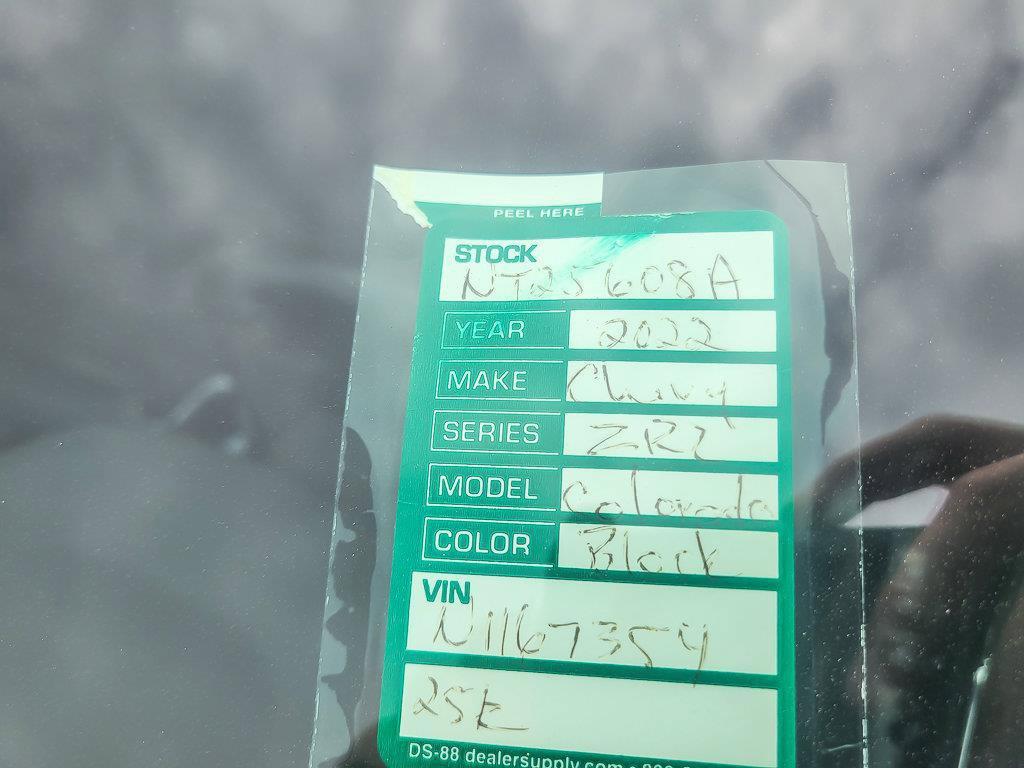 PEEL HERE
STOCK
NT25608A
YEAR 2022
MAKE Chevy
SERIES ZR2
MODEL Colorado
COLOR Black
VIN
N1167354
25k
DS-88 dealersupply.com •